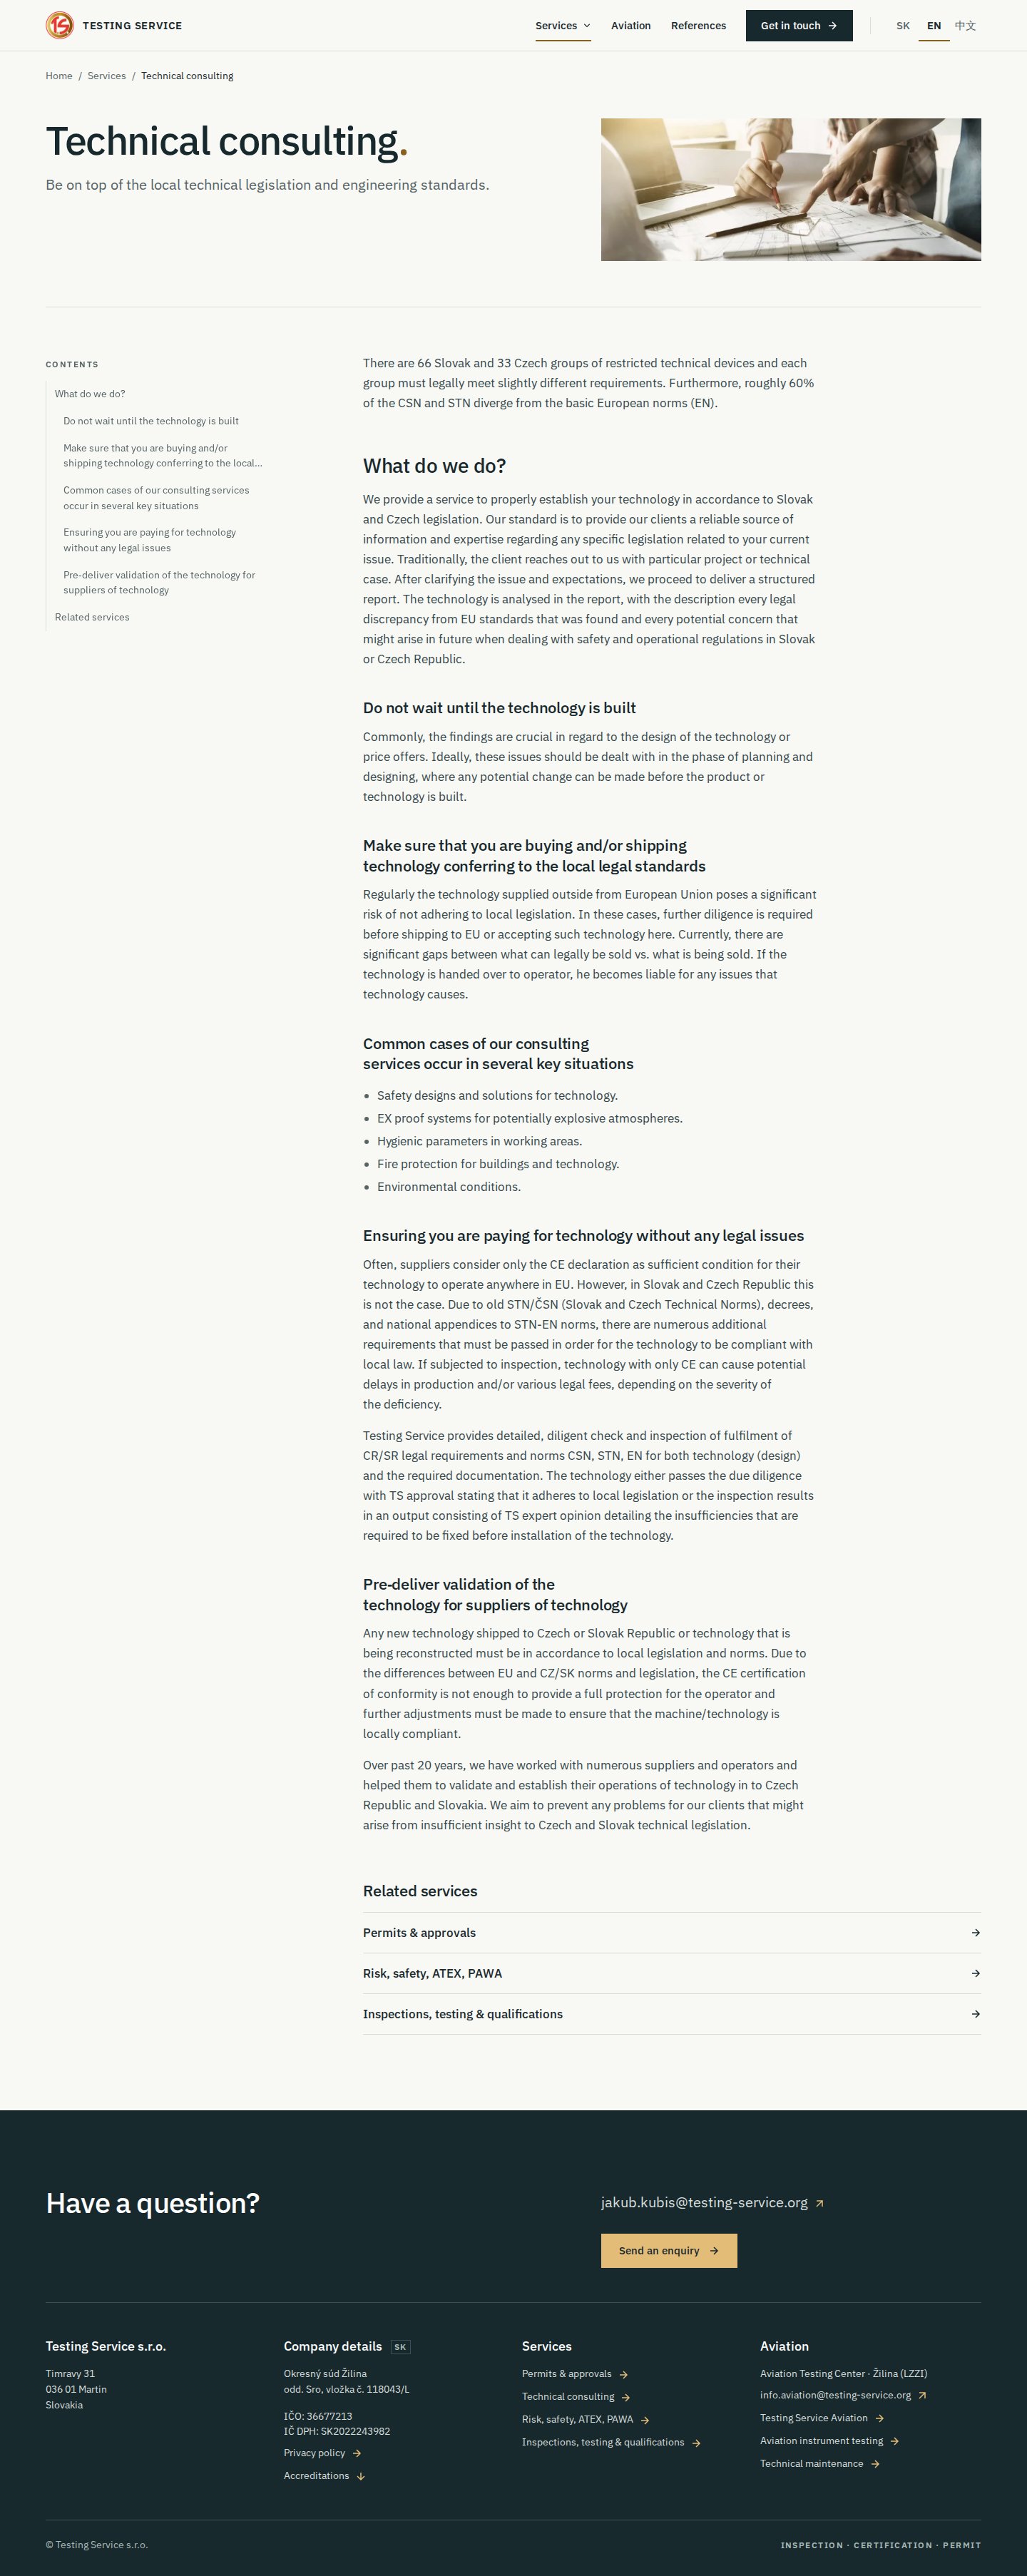 TESTING SERVICE
Services
Aviation
References
Get in touch
SK
EN
中文
Home / Services / Technical consulting
Technical consulting.
Be on top of the local technical legislation and engineering standards.
CONTENTS
What do we do?
Do not wait until the technology is built
Make sure that you are buying and/or
shipping technology conferring to the local...
Common cases of our consulting services
occur in several key situations
Ensuring you are paying for technology
without any legal issues
Pre-deliver validation of the technology for
suppliers of technology
Related services
There are 66 Slovak and 33 Czech groups of restricted technical devices and each
group must legally meet slightly different requirements. Furthermore, roughly 60%
of the CSN and STN diverge from the basic European norms (EN).
What do we do?
We provide a service to properly establish your technology in accordance to Slovak
and Czech legislation. Our standard is to provide our clients a reliable source of
information and expertise regarding any specific legislation related to your current
issue. Traditionally, the client reaches out to us with particular project or technical
case. After clarifying the issue and expectations, we proceed to deliver a structured
report. The technology is analysed in the report, with the description every legal
discrepancy from EU standards that was found and every potential concern that
might arise in future when dealing with safety and operational regulations in Slovak
or Czech Republic.
Do not wait until the technology is built
Commonly, the findings are crucial in regard to the design of the technology or
price offers. Ideally, these issues should be dealt with in the phase of planning and
designing, where any potential change can be made before the product or
technology is built.
Make sure that you are buying and/or shipping
technology conferring to the local legal standards
Regularly the technology supplied outside from European Union poses a significant
risk of not adhering to local legislation. In these cases, further diligence is required
before shipping to EU or accepting such technology here. Currently, there are
significant gaps between what can legally be sold vs. what is being sold. If the
technology is handed over to operator, he becomes liable for any issues that
technology causes.
Common cases of our consulting
services occur in several key situations
• Safety designs and solutions for technology.
• EX proof systems for potentially explosive atmospheres.
• Hygienic parameters in working areas.
• Fire protection for buildings and technology.
• Environmental conditions.
Ensuring you are paying for technology without any legal issues
Often, suppliers consider only the CE declaration as sufficient condition for their
technology to operate anywhere in EU. However, in Slovak and Czech Republic this
is not the case. Due to old STN/ČSN (Slovak and Czech Technical Norms), decrees,
and national appendices to STN-EN norms, there are numerous additional
requirements that must be passed in order for the technology to be compliant with
local law. If subjected to inspection, technology with only CE can cause potential
delays in production and/or various legal fees, depending on the severity of
the deficiency.
Testing Service provides detailed, diligent check and inspection of fulfilment of
CR/SR legal requirements and norms CSN, STN, EN for both technology (design)
and the required documentation. The technology either passes the due diligence
with TS approval stating that it adheres to local legislation or the inspection results
in an output consisting of TS expert opinion detailing the insufficiencies that are
required to be fixed before installation of the technology.
Pre-deliver validation of the
technology for suppliers of technology
Any new technology shipped to Czech or Slovak Republic or technology that is
being reconstructed must be in accordance to local legislation and norms. Due to
the differences between EU and CZ/SK norms and legislation, the CE certification
of conformity is not enough to provide a full protection for the operator and
further adjustments must be made to ensure that the machine/technology is
locally compliant.
Over past 20 years, we have worked with numerous suppliers and operators and
helped them to validate and establish their operations of technology in to Czech
Republic and Slovakia. We aim to prevent any problems for our clients that might
arise from insufficient insight to Czech and Slovak technical legislation.
Related services
Permits & approvals
Risk, safety, ATEX, PAWA
Inspections, testing & qualifications
Have a question?
jakub.kubis@testing-service.org
Send an enquiry
Testing Service s.r.o.
Timravy 31
036 01 Martin
Slovakia
Company details SK
Okresný súd Žilina
odd. Sro, vložka č. 118043/L
IČO: 36677213
IČ DPH: SK2022243982
Privacy policy
Accreditations
Services
Permits & approvals
Technical consulting
Risk, safety, ATEX, PAWA
Inspections, testing & qualifications
Aviation
Aviation Testing Center · Žilina (LZZI)
info.aviation@testing-service.org
Testing Service Aviation
Aviation instrument testing
Technical maintenance
© Testing Service s.r.o.
INSPECTION · CERTIFICATION · PERMIT